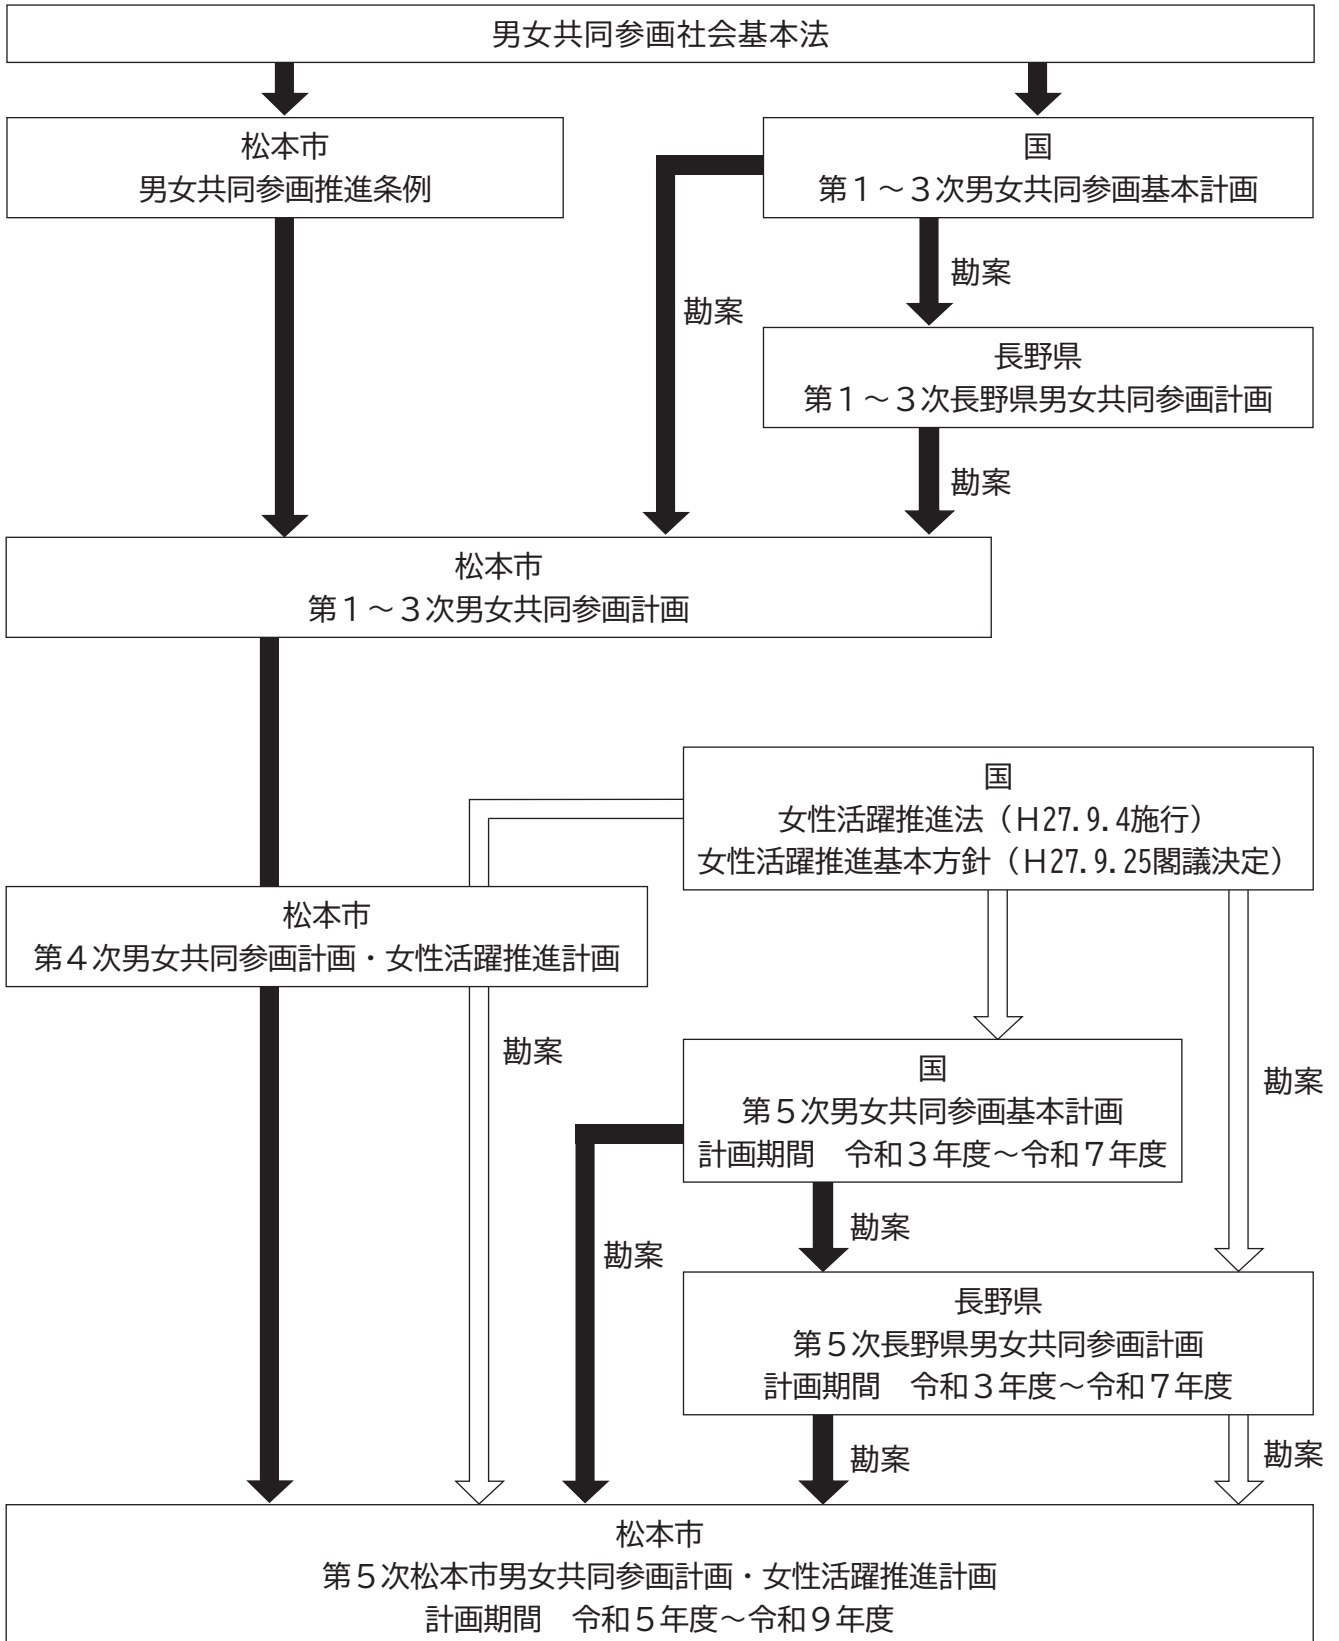 男女共同参画社会基本法
松本市
男女共同参画推進条例
国
第１～３次男女共同参画基本計画
勘案
勘案
長野県
第１～３次長野県男女共同参画計画
勘案
松本市
第１～３次男女共同参画計画
国
女性活躍推進法（Ｈ27.9.4施行）
女性活躍推進基本方針（Ｈ27.9.25閣議決定）
松本市
第４次男女共同参画計画・女性活躍推進計画
勘案
国
第５次男女共同参画基本計画
計画期間　令和３年度～令和７年度
勘案
勘案
勘案
長野県
第５次長野県男女共同参画計画
計画期間　令和３年度～令和７年度
勘案
勘案
松本市
第５次松本市男女共同参画計画・女性活躍推進計画
計画期間　令和５年度～令和９年度